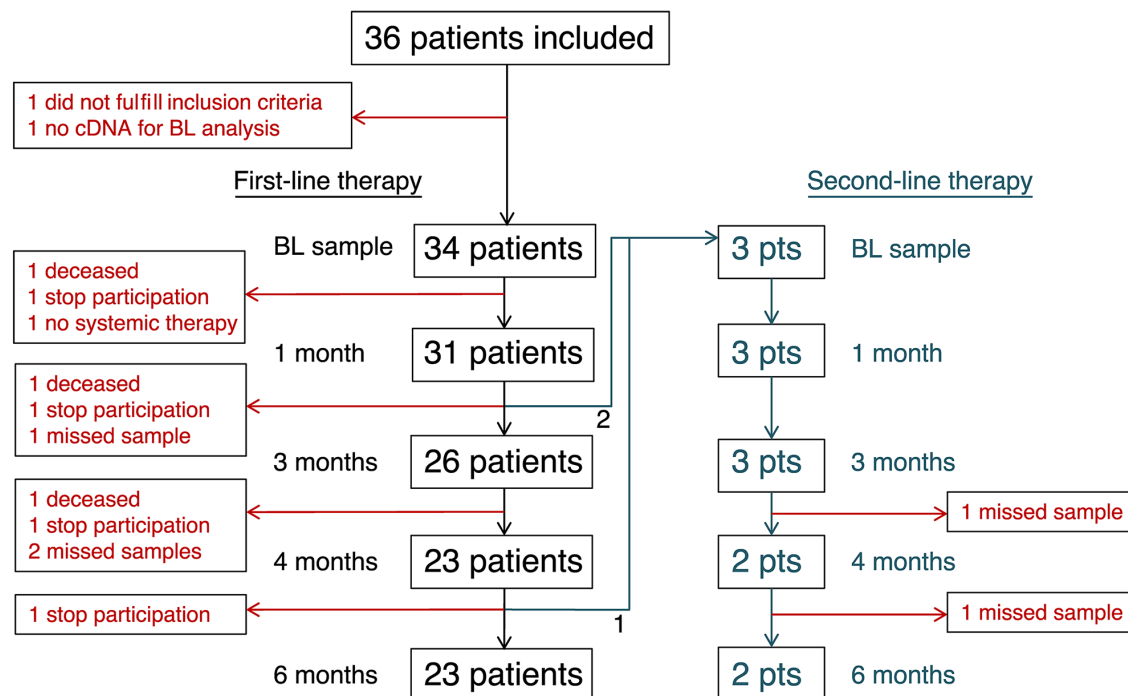 36 patients included
1 did not fulfill inclusion criteria
1 no cDNA for BL analysis
First-line therapy
Second-line therapy
BL sample
34 patients
3 pts
BL sample
1 deceased
1 stop participation
1 no systemic therapy
1 month
31 patients
3 pts
1 month
1 deceased
1 stop participation
1 missed sample
2
3 months
26 patients
3 pts
3 months
1 deceased
1 stop participation
2 missed samples
1 missed sample
4 months
23 patients
2 pts
4 months
1 stop participation
1
1 missed sample
6 months
23 patients
2 pts
6 months